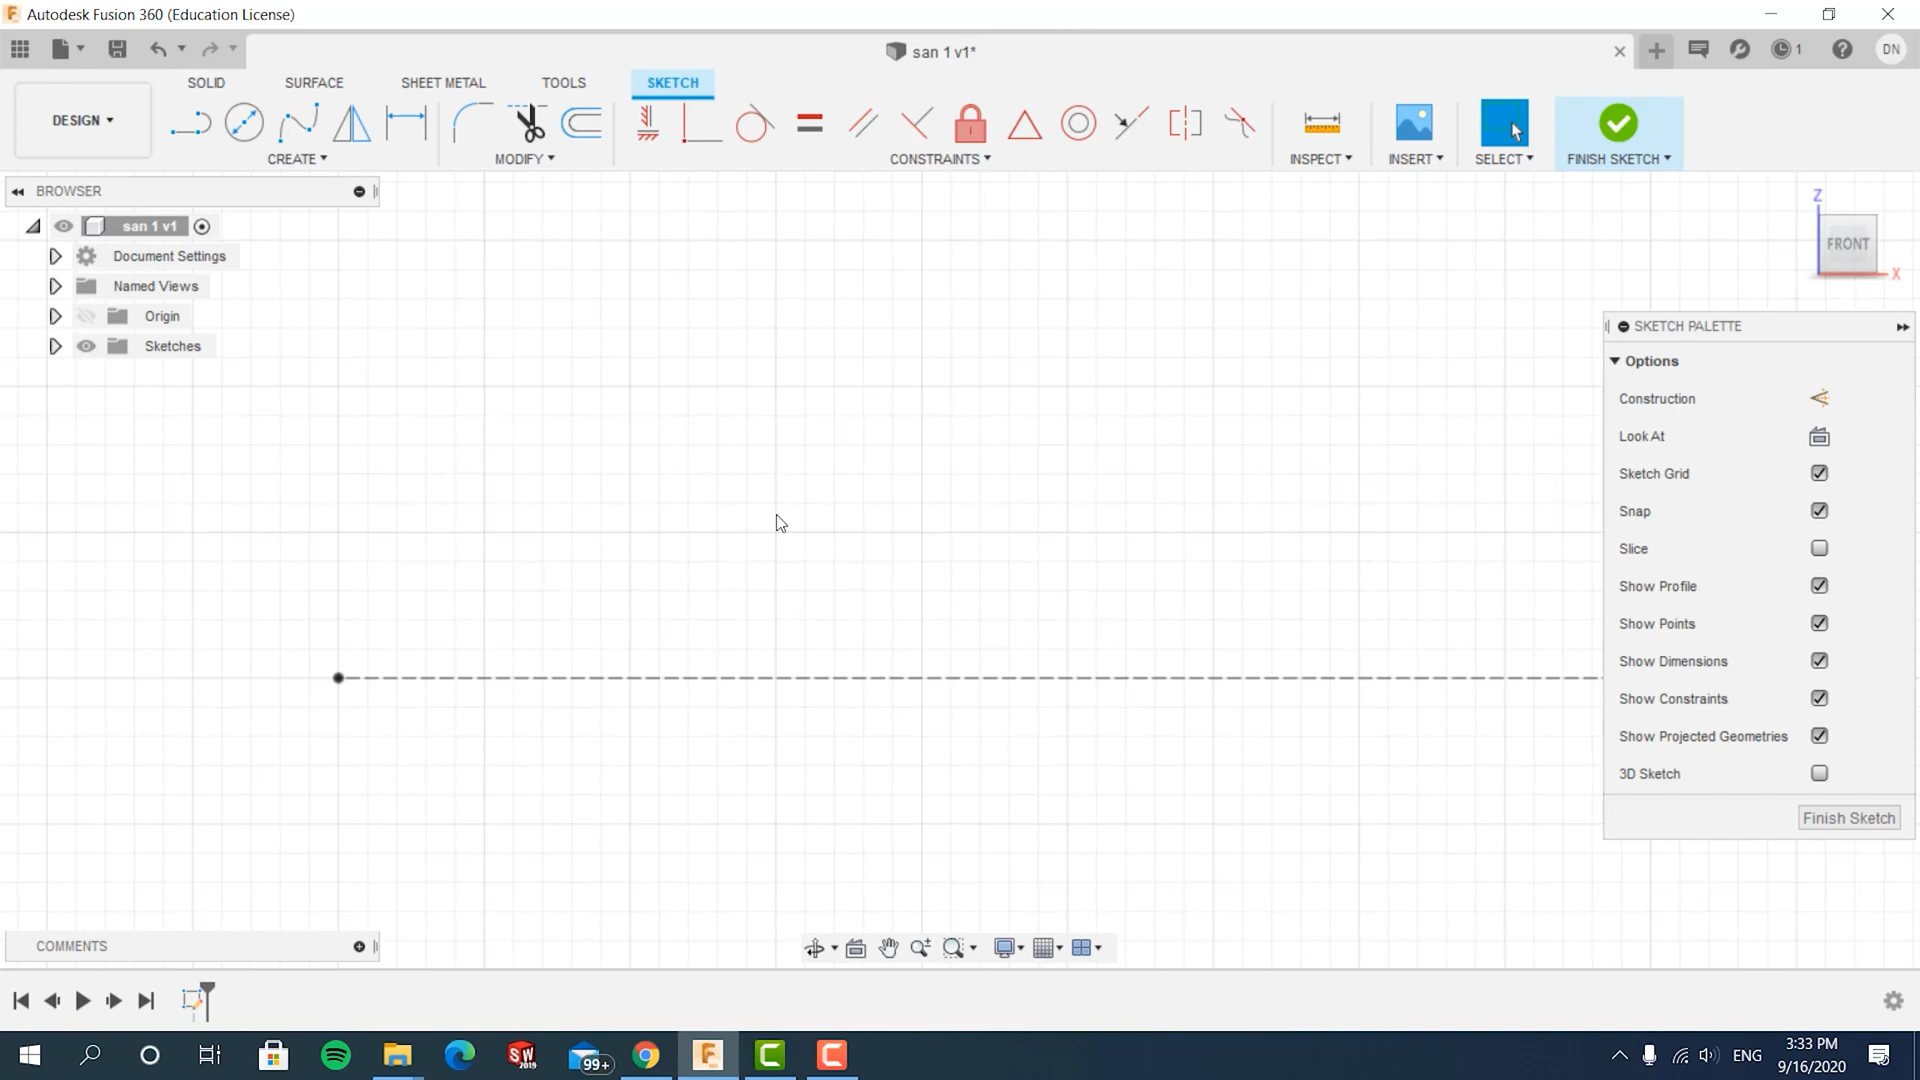 Autodesk Fusion 360 (Education License)
san 1 v1*
1
DN
SOLID SURFACE SHEET METAL TOOLS SKETCH
DESIGN ▾
CREATE ▾ MODIFY ▾ CONSTRAINTS ▾ INSPECT ▾ INSERT ▾ SELECT ▾ FINISH SKETCH ▾
BROWSER
san 1 v1
Document Settings
Named Views
Origin
Sketches
Z
FRONT
X
SKETCH PALETTE
Options
Construction
Look At
Sketch Grid
Snap
Slice
Show Profile
Show Points
Show Dimensions
Show Constraints
Show Projected Geometries
3D Sketch
Finish Sketch
COMMENTS
SW
2019
99+
ENG
3:33 PM
9/16/2020